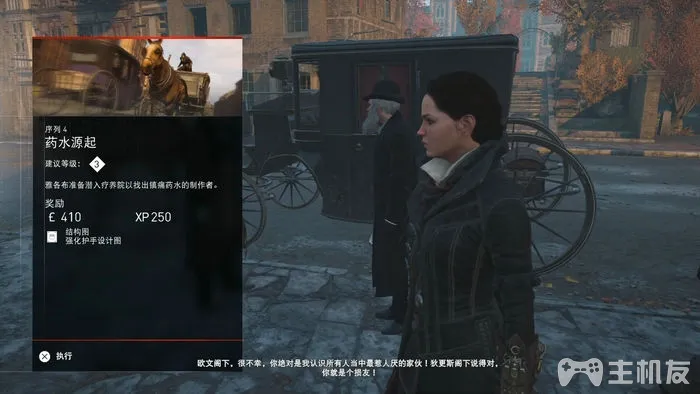 序列 4
药水源起
建议等级： 3
雅各布准备潜入疗养院以找出镇痛药水的制作者。
奖励
£ 410 XP 250
结构图
强化护手设计图
执行
欧文阁下，很不幸，你绝对是我认识所有人当中最惹人厌的家伙！狄更斯阁下说得对，
你就是个损友！
主机友